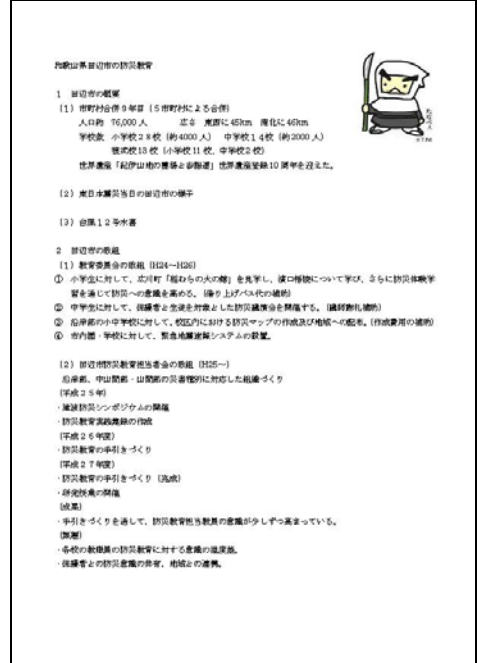 和歌山県田辺市の防災教育
1 田辺市の概要
(1) 市町村合併9年目(5市町村による合併)
人口約 76,000人 広さ 東西に45km 南北に46km
学校数 小学校28校(約4000人) 中学校14校(約2000人)
複式校13校(小学校11校、中学校2校)
世界遺産「紀伊山地の霊場と参詣道」世界遺産登録10周年を迎えた。
(2) 東日本震災当日の田辺市の様子
(3) 台風12号水害
2 田辺市の取組
(1) 教育委員会の取組(H24~H26)
① 小学生に対して、広川町「稲むらの火の館」を見学し、濱口梧陵について学び、さらに防災体験学
習を通じて防災への意識を高める。(借り上げバス代の補助)
② 中学生に対して、保護者と生徒を対象とした防災講演会を開催する。(講師謝礼補助)
③ 沿岸部の小中学校に対して、校区内における防災マップの作成及び地域への配布。(作成費用の補助)
④ 市内園・学校に対して、緊急地震速報システムの設置。
(2) 田辺市防災教育担当者会の取組(H25~)
沿岸部、中山間部・山間部の災害種別に対応した組織づくり
(平成25年)
・津波防災シンポジウムの開催
・防災教育実践集録の作成
(平成26年度)
・防災教育の手引きづくり
(平成27年度)
・防災教育の手引きづくり(完成)
・研究授業の開催
(成果)
・手引きづくりを通して、防災教育担当教員の意識が少しずつ高まっている。
(課題)
・各校の教職員の防災教育に対する意識の温度差。
・保護者との防災意識の共有、地域との連携。